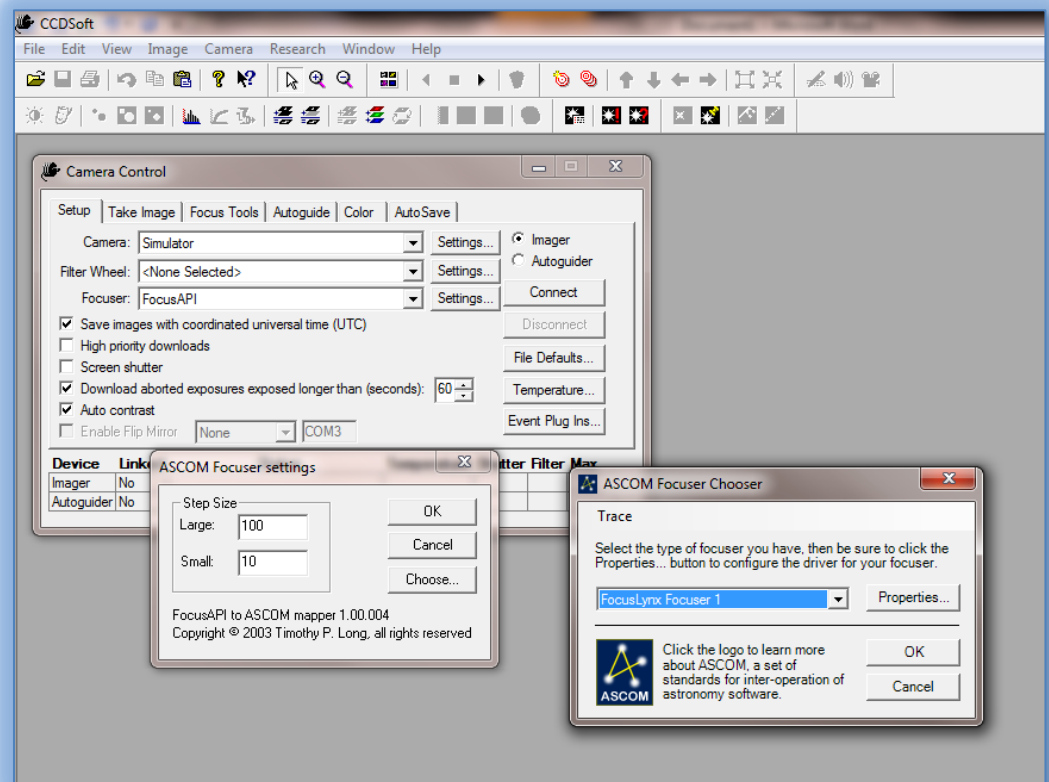 CCDSoft
File Edit View Image Camera Research Window Help
Camera Control
Setup Take Image Focus Tools Autoguide Color AutoSave
Camera: Simulator Settings... Imager
Autoguider
Filter Wheel: <None Selected> Settings...
Focuser: FocusAPI Settings... Connect
Save images with coordinated universal time (UTC) Disconnect
High priority downloads
Screen shutter File Defaults...
Download aborted exposures exposed longer than (seconds): 60 Temperature...
Auto contrast
Enable Flip Mirror None COM3 Event Plug Ins...
Device Filter
Imager No
Autoguider No
ASCOM Focuser settings
Step Size
Large: 100
Small: 10
OK
Cancel
Choose...
FocusAPI to ASCOM mapper 1.00.004
Copyright © 2003 Timothy P. Long, all rights reserved
ASCOM Focuser Chooser
Trace
Select the type of focuser you have, then be sure to click the
Properties... button to configure the driver for your focuser.
FocusLynx Focuser 1 Properties...
Click the logo to learn more
about ASCOM, a set of
standards for inter-operation of
astronomy software.
ASCOM
OK
Cancel